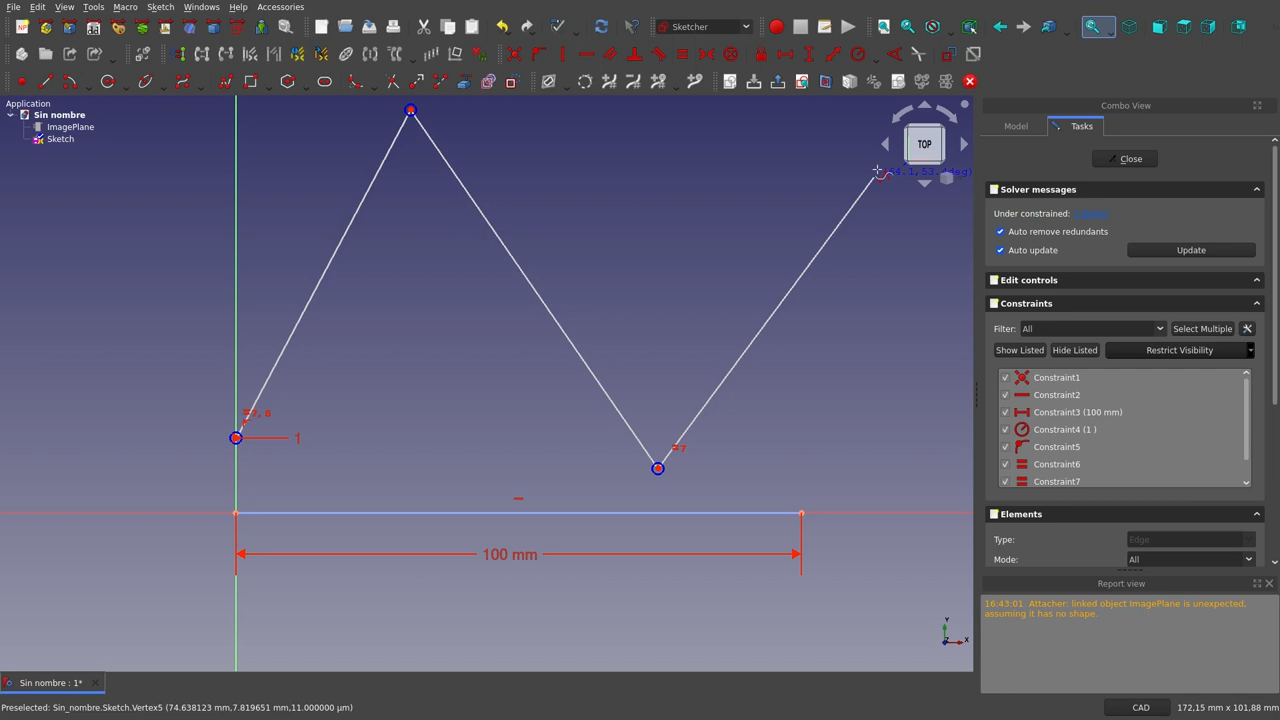 File Edit View Tools Macro Sketch Windows Help Accessories
Sketcher
Application
Sin nombre
ImagePlane
Sketch
TOP
7, 8
1
7
100 mm
Y
Z
X
Combo View
Model
Tasks
Close
Solver messages
Under constrained:
Auto remove redundants
Auto update
Update
Edit controls
Constraints
Filter: All
Select Multiple
Show Listed
Hide Listed
Restrict Visibility
Constraint1
Constraint2
Constraint3 (100 mm)
Constraint4 (1 )
Constraint5
Constraint6
Constraint7
Elements
Type: Edge
Mode: All
Report view
16:43:01 Attacher: linked object ImagePlane is unexpected,
assuming it has no shape.
Sin nombre : 1*
Preselected: Sin_nombre.Sketch.Vertex5 (74.638123 mm,7.819651 mm,11.000000 µm)
CAD
172,15 mm x 101,88 mm